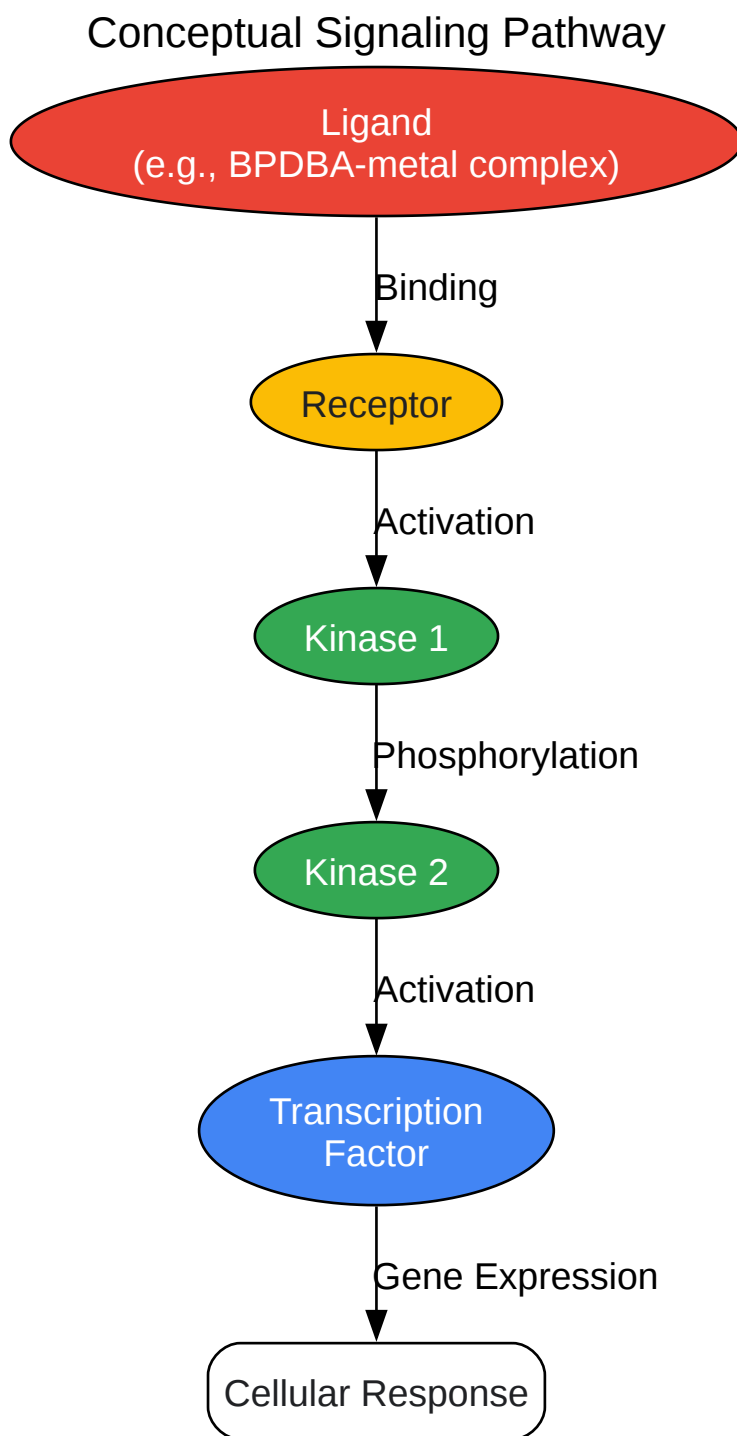 Conceptual Signaling Pathway
Ligand
(e.g., BPDBA-metal complex)
Binding
Receptor
Activation
Kinase 1
Phosphorylation
Kinase 2
Activation
Transcription
Factor
Gene Expression
Cellular Response